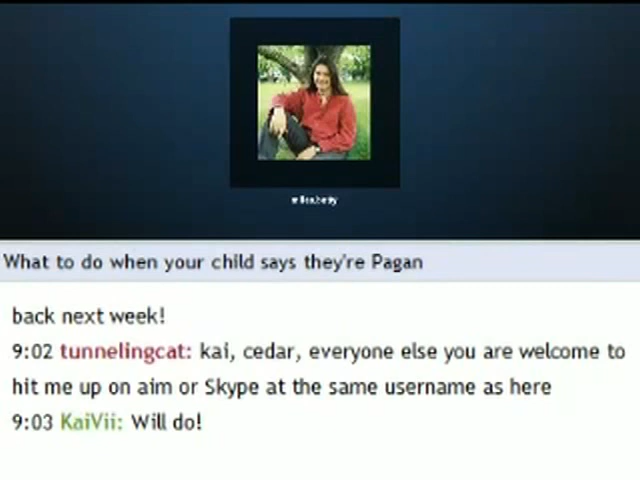 What to do when your child says they're Pagan
back next week!
9:02 tunnelingcat: kai, cedar, everyone else you are welcome to
hit me up on aim or Skype at the same username as here
9:03 KaiVii: Will do!